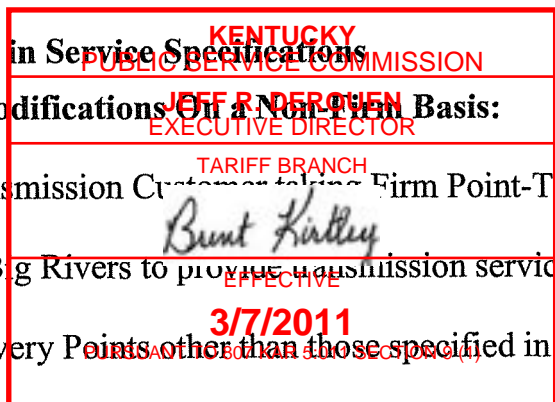 KENTUCKY
in Service Specifications
PUBLIC SERVICE COMMISSION
JEFF R. DEROUEN
odifications On a Non-Firm Basis:
EXECUTIVE DIRECTOR
TARIFF BRANCH
smission Customer taking Firm Point-T
Bunt Kirtley
ig Rivers to provide transmission servic
EFFECTIVE
3/7/2011
very Points other than those specified in
PURSUANT TO 807 KAR 5:011 SECTION 9 (1)